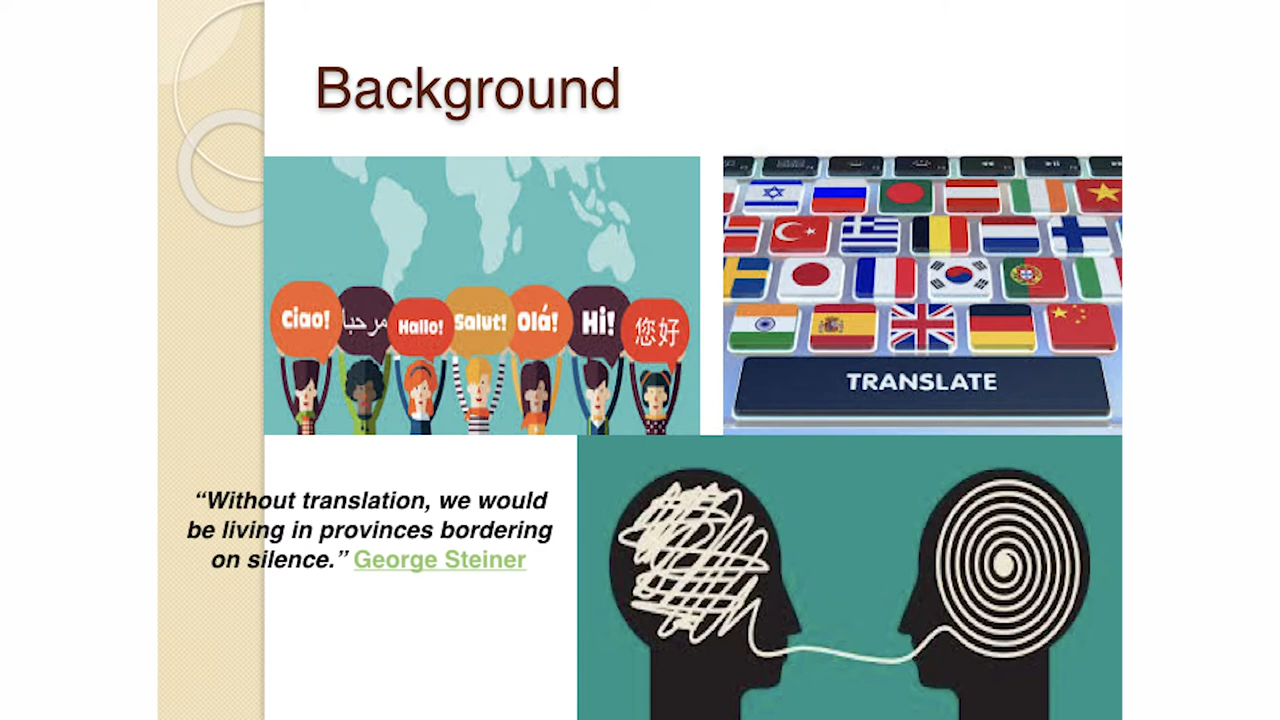 Background
Ciao!
مرحبا
Hallo!
Salut!
Olá!
Hi!
您好
TRANSLATE
“Without translation, we would
be living in provinces bordering
on silence.” George Steiner